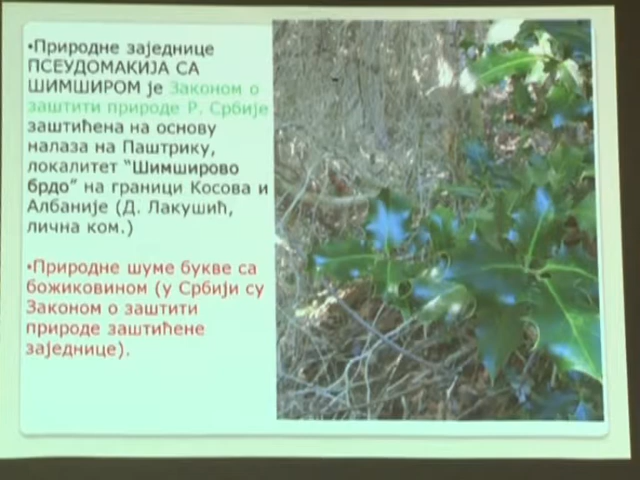 •Природне заједнице
ПСЕУДОМАКИЈА СА
ШИМШИРОМ је Законом о
заштити природе Р. Србије
заштићена на основу
налаза на Паштрику,
локалитет “Шимширово
брдо” на граници Косова и
Албаније (Д. Лакушић,
лична ком.)
•Природне шуме букве са
божиковином (у Србији су
Законом о заштити
природе заштићене
заједнице).